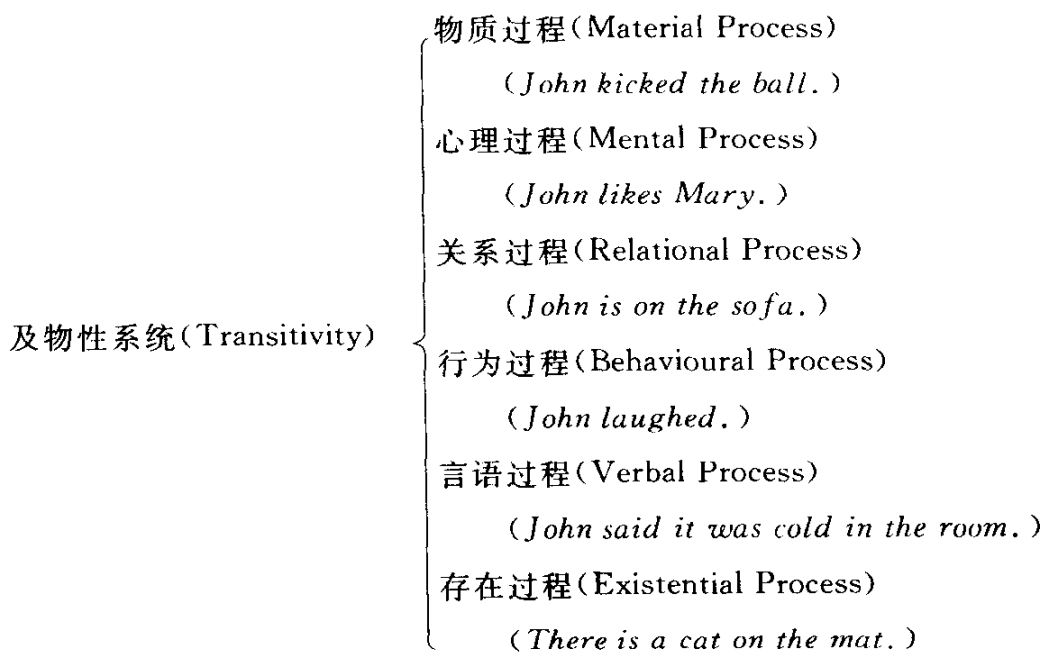 物质过程(Material Process)
(John kicked the ball.)
心理过程(Mental Process)
(John likes Mary.)
关系过程(Relational Process)
(John is on the sofa.)
及物性系统(Transitivity)
行为过程(Behavioural Process)
(John laughed.)
言语过程(Verbal Process)
(John said it was cold in the room.)
存在过程(Existential Process)
(There is a cat on the mat.)